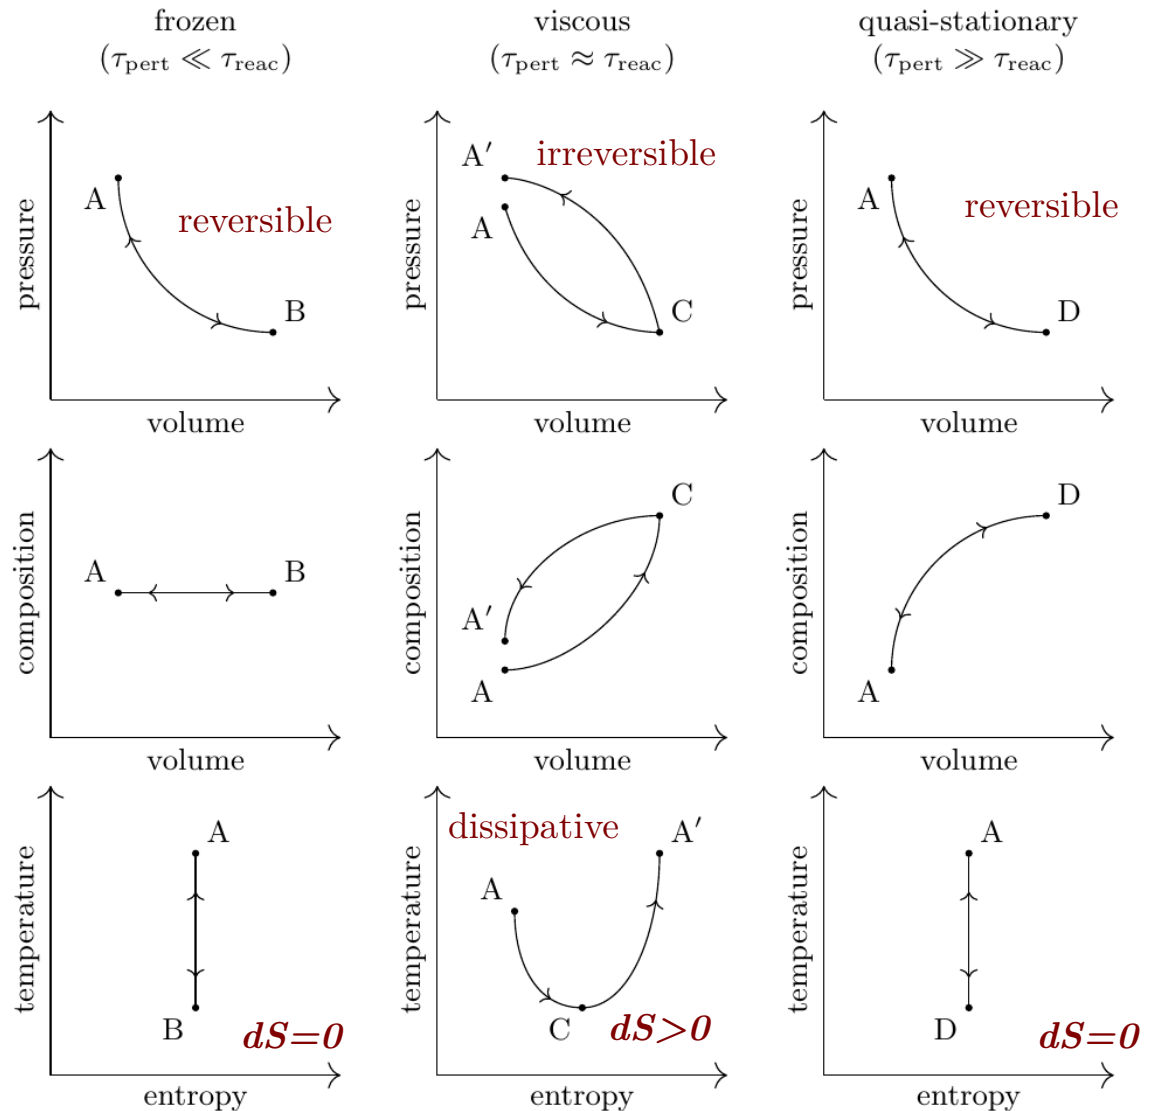 frozen
(τpert ≪ τreac)
viscous
(τpert ≈ τreac)
quasi-stationary
(τpert ≫ τreac)
pressure
A
reversible
B
volume
pressure
A′
irreversible
A
C
volume
pressure
A
reversible
D
volume
composition
A
B
volume
composition
C
A′
A
volume
composition
D
A
volume
temperature
A
B
dS=0
entropy
temperature
dissipative
A′
A
C
dS>0
entropy
temperature
A
D
dS=0
entropy